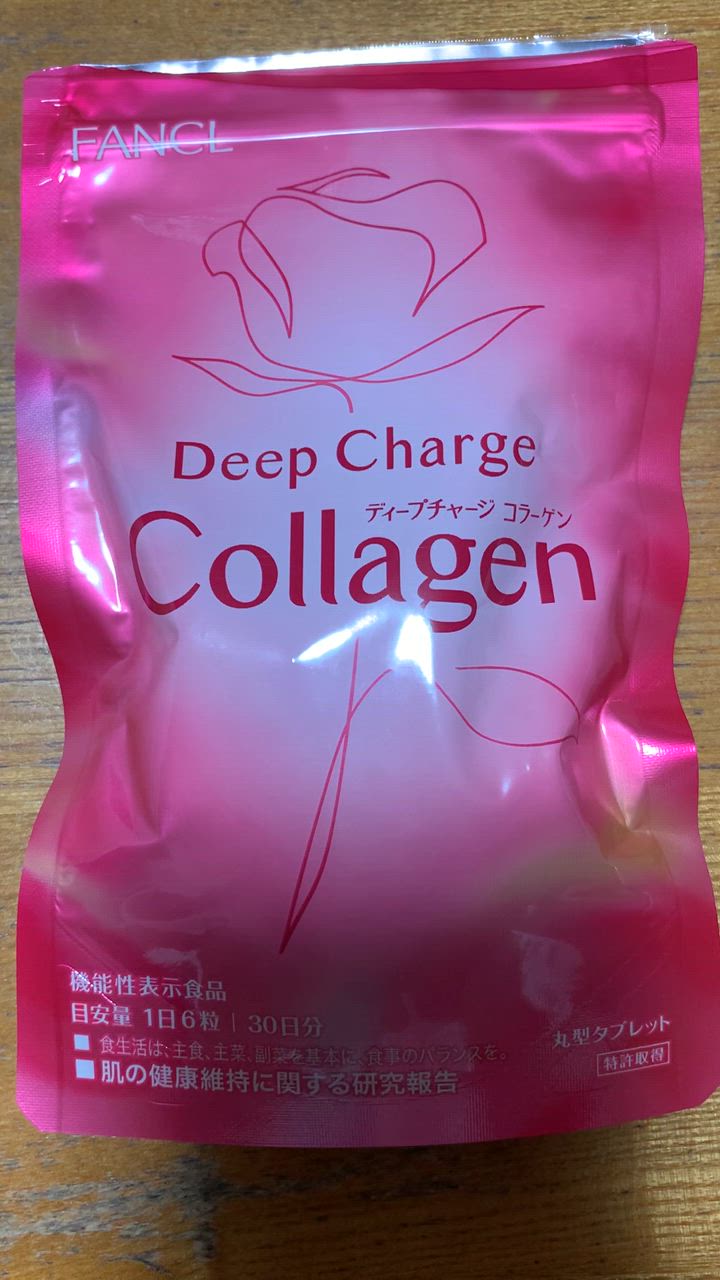 FANCL
Deep Charge
ディープチャージ コラーゲン
Collagen
機能性表示食品
目安量 1日6粒 | 30日分
■ 食生活は、主食、主菜、副菜を基本に、食事のバランスを。
■ 肌の健康維持に関する研究報告
丸型タブレット
特許取得